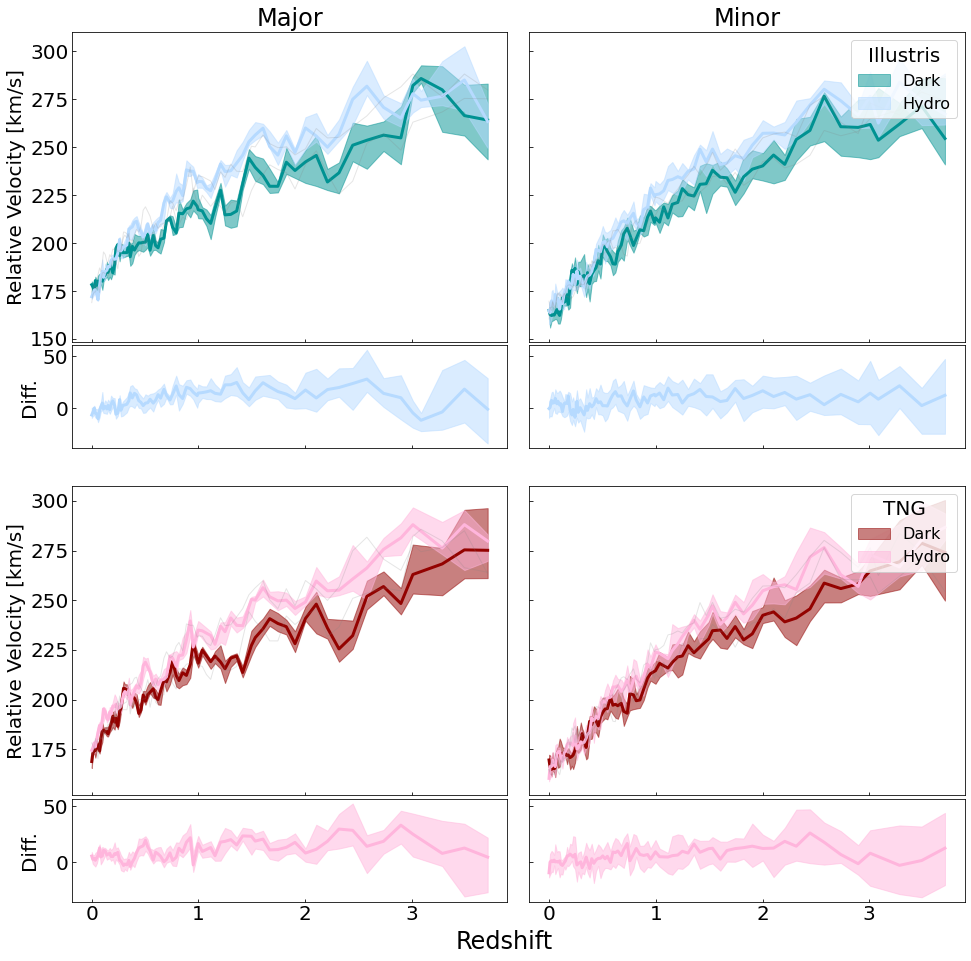 Major Minor
Relative Velocity [km/s]
300
275
250
225
200
175
150
Illustris
Dark
Hydro
Diff.
50
0
Relative Velocity [km/s]
300
275
250
225
200
175
TNG
Dark
Hydro
Diff.
50
0
0 1 2 3 0 1 2 3
Redshift